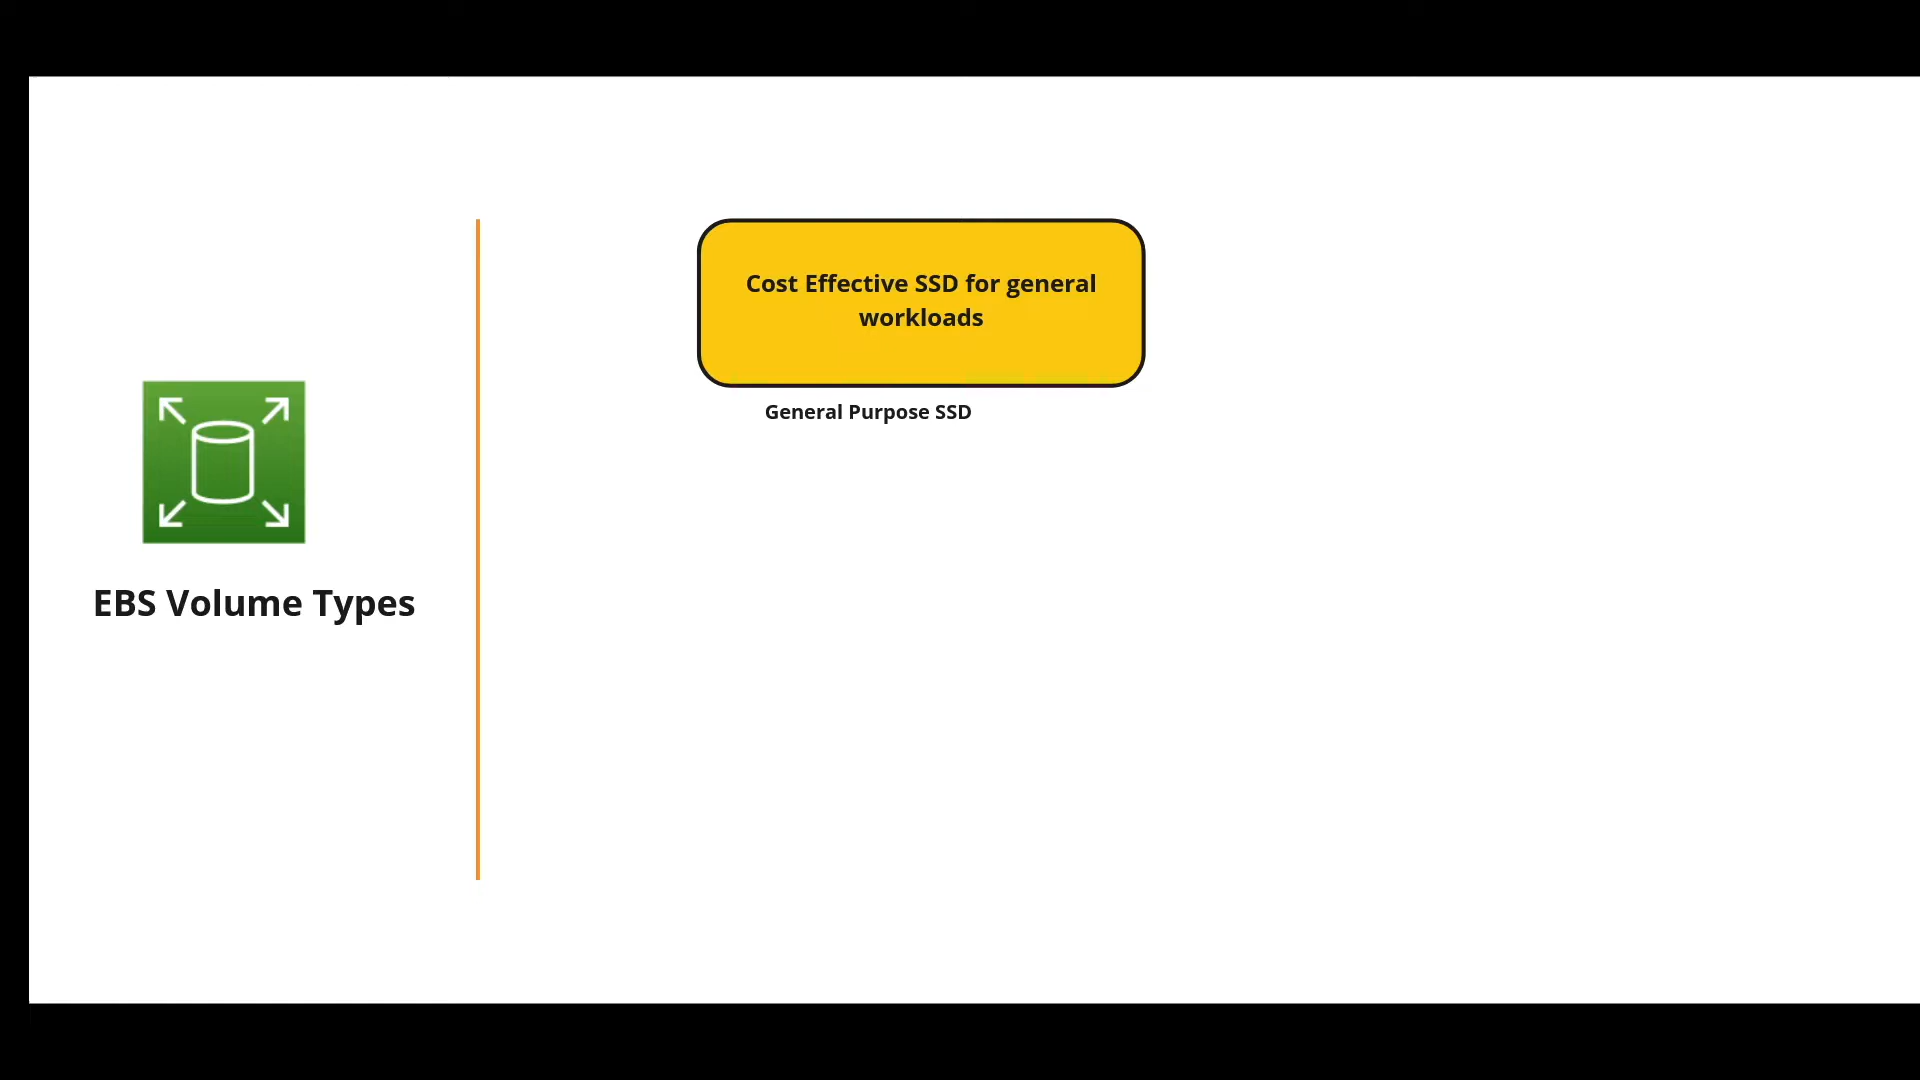 Cost Effective SSD for general
workloads
General Purpose SSD
EBS Volume Types